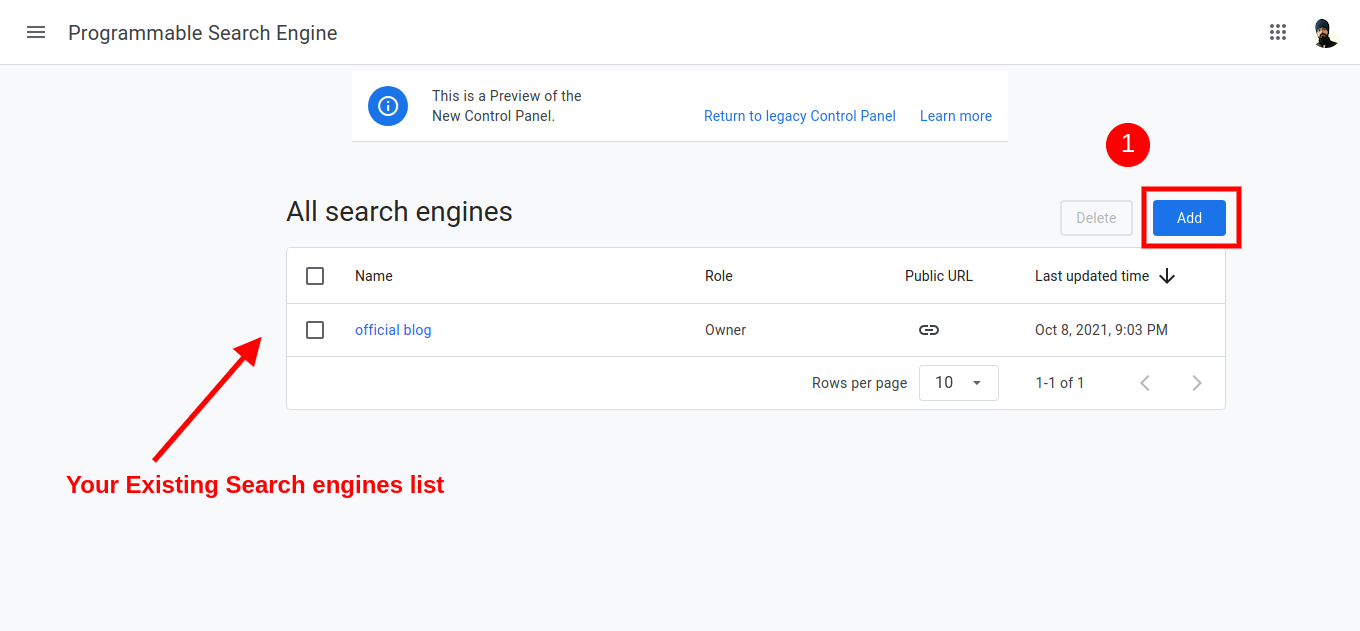 Programmable Search Engine
This is a Preview of the
New Control Panel.
Return to legacy Control Panel
Learn more
1
All search engines
Delete
Add
Name
Role
Public URL
Last updated time
official blog
Owner
Oct 8, 2021, 9:03 PM
Rows per page
10
1-1 of 1
Your Existing Search engines list